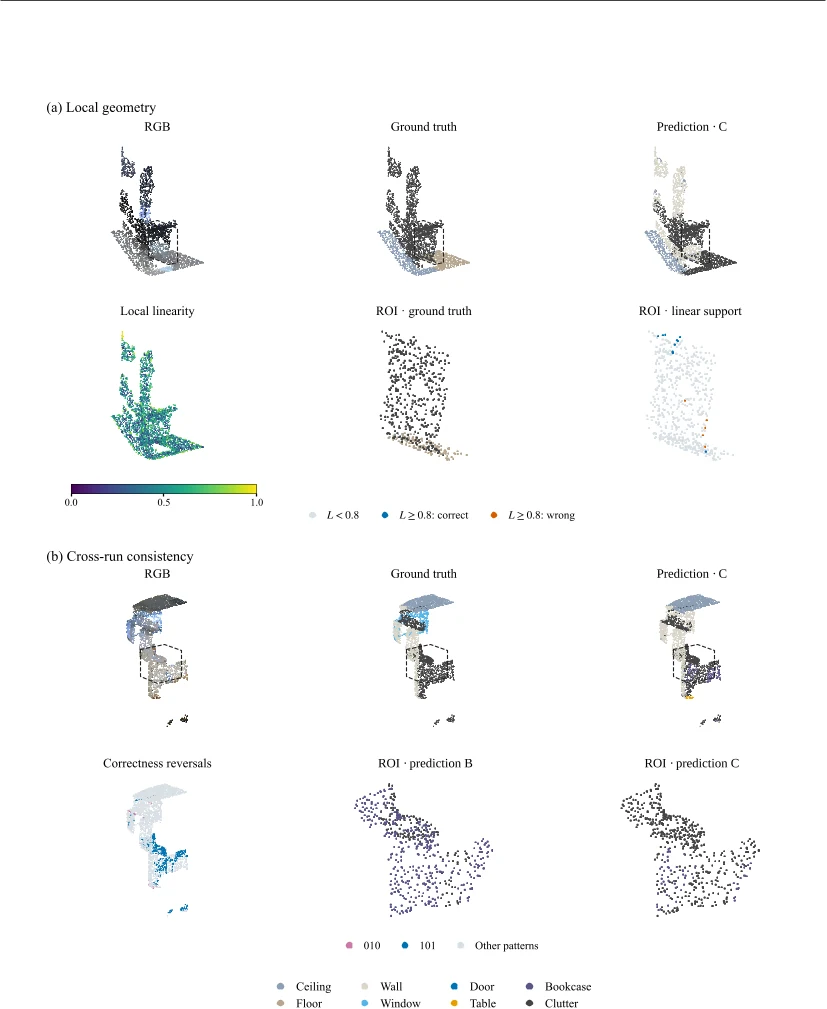 (a) Local geometry
RGB Ground truth Prediction · C
Local linearity ROI · ground truth ROI · linear support
0.0 0.5 1.0
L < 0.8 L ≥ 0.8: correct L ≥ 0.8: wrong
(b) Cross-run consistency
RGB Ground truth Prediction · C
Correctness reversals ROI · prediction B ROI · prediction C
010 101 Other patterns
Ceiling Wall Door Bookcase
Floor Window Table Clutter